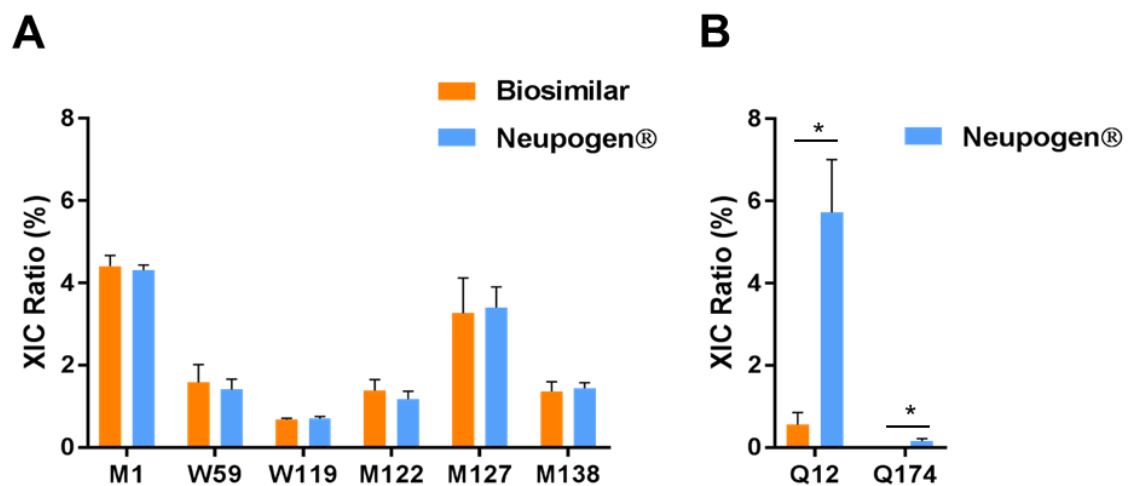 A
Biosimilar
Neupogen®
XIC Ratio (%)
8
6
4
2
0
M1 W59 W119 M122 M127 M138
B
Neupogen®
XIC Ratio (%)
8
6
4
2
0
*
*
Q12 Q174